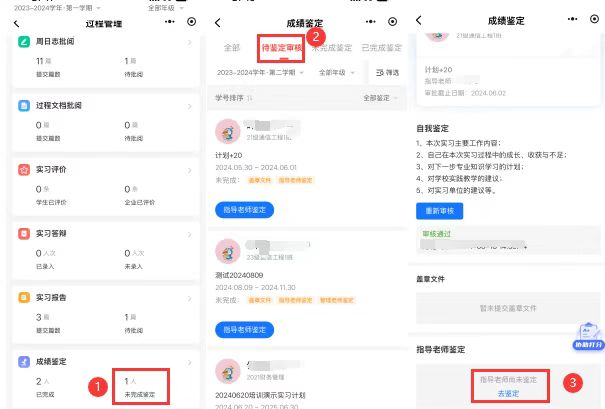 2023-2024学年·第一学期
全部年级
过程管理
周日志批阅
11 篇
1 周
提交篇数
待批阅
过程文档批阅
0 篇
0 篇
提交篇数
待批阅
实习评价
0 条
0 条
学生已评价
企业已评价
实习答辩
0 人次
0 人次
已录入
未录入
实习报告
3 篇
1 篇
提交篇数
待批阅
成绩鉴定
2 人
1 人
已完成
未完成鉴定
1
成绩鉴定
2
全部
待鉴定审核
未完成鉴定
已完成鉴定
2023-2024学年·第二学期
全部年级
筛选
学号排序
全部鉴定
21级通信工程1班
计划+20
2024.05.30 - 2024.06.01
未完成：
盖章文件
指导老师鉴定
指导老师鉴定
23级通信工程1班
测试20240809
2024.08.09 - 2024.11.30
未完成：
盖章文件
指导老师鉴定
管理老师鉴定
指导老师鉴定
2021财务管理
20240620培训演示实习计划
2024.06.20 - 2025.06.30
成绩鉴定
21级通信工程1班
计划+20
指导老师
审批截止日期：2024.06.02
自我鉴定
1、本次实习主要工作内容；
2、自己在本次实习过程中的成长、收获与不足；
3、对下一步专业知识学习的计划；
4、对学校实践教学的建议；
5、对实习单位的建议等。
重新审核
审核通过
盖章文件
暂未提交盖章文件
协助打分
指导老师鉴定
指导老师尚未鉴定
去鉴定
3